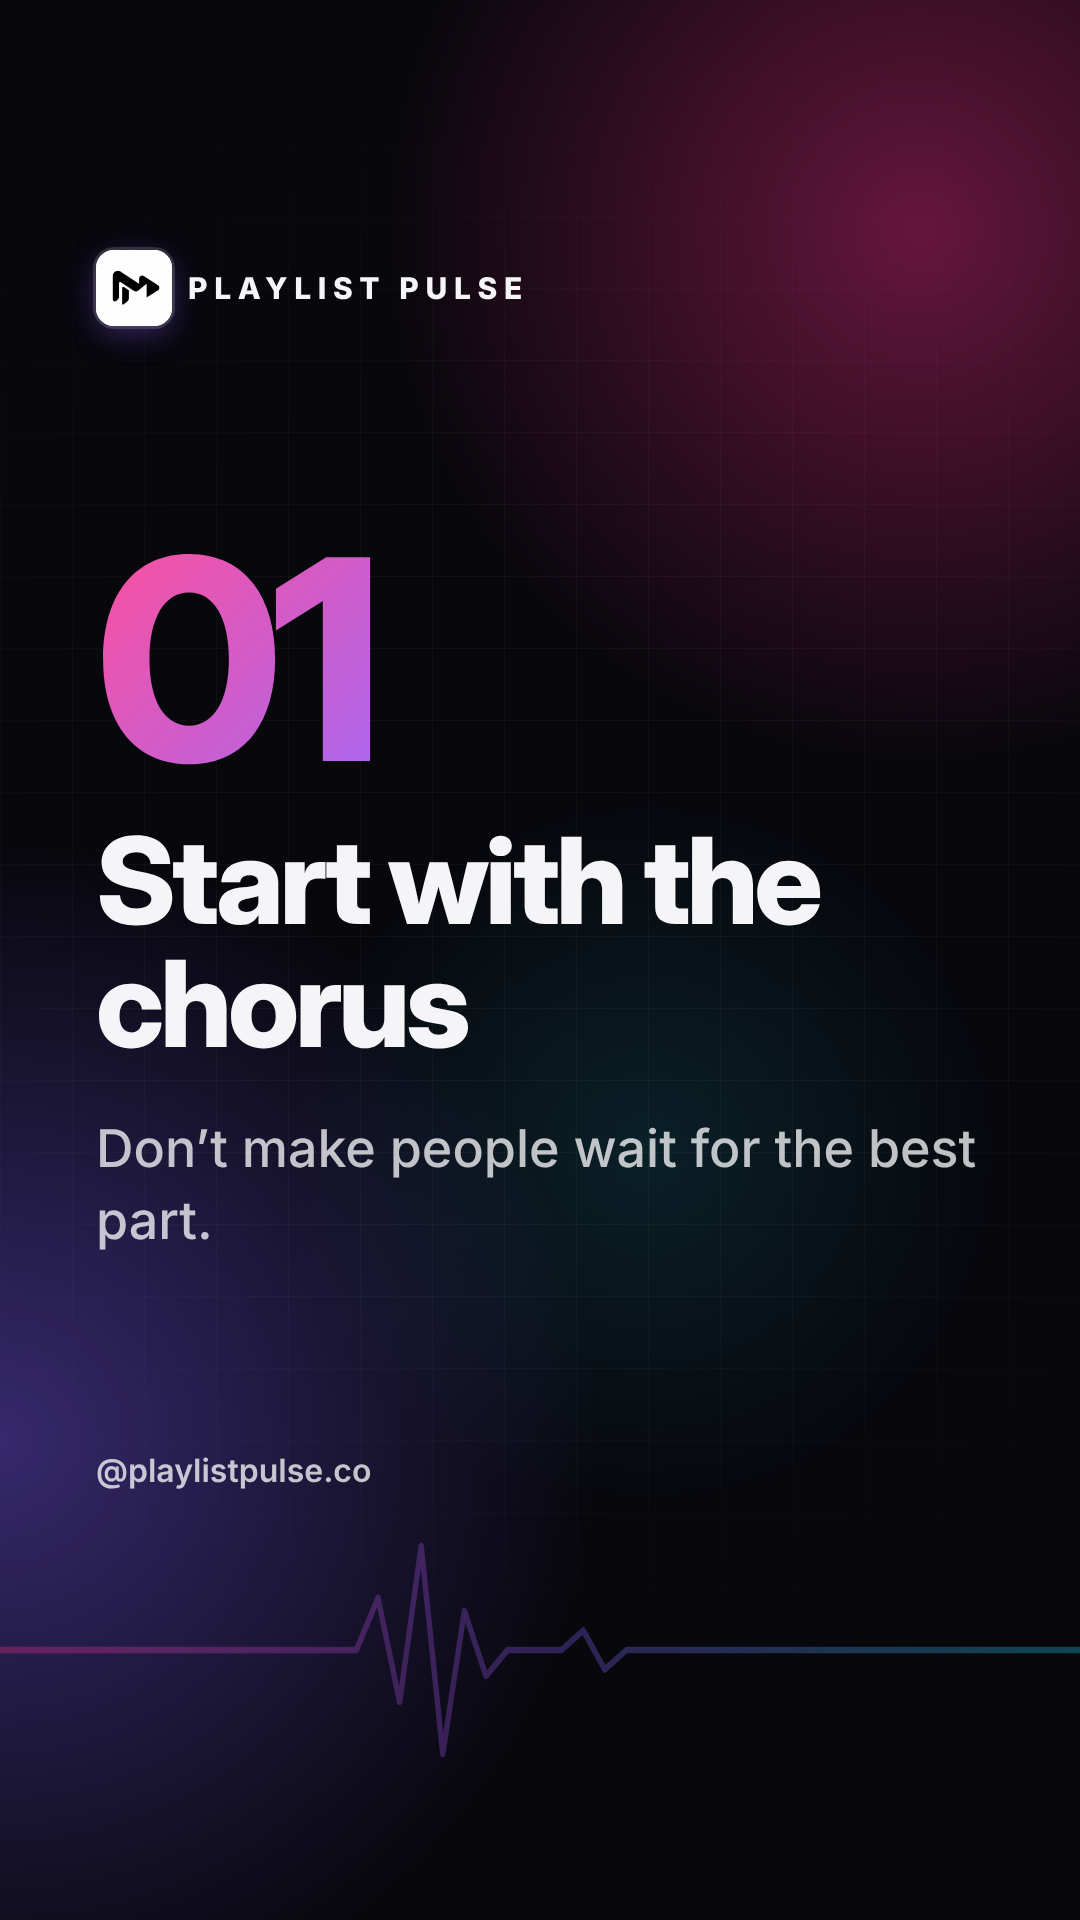 PLAYLIST PULSE
01
Start with the
chorus
Don’t make people wait for the best
part.
@playlistpulse.co